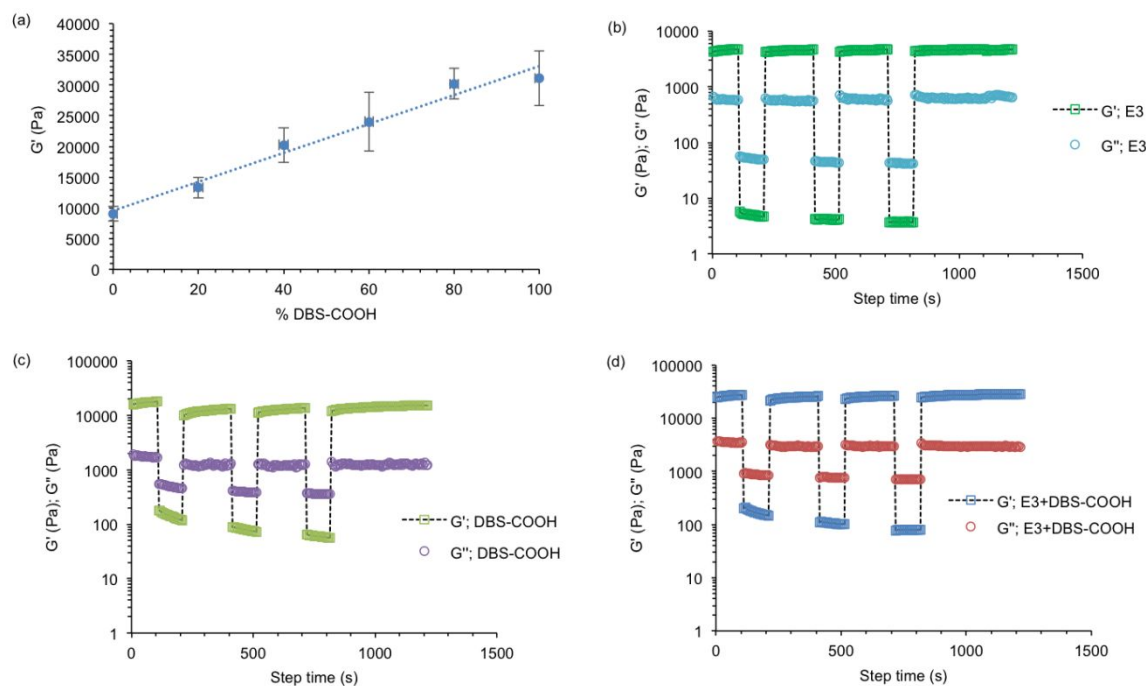 (a)
40000
35000
30000
25000
20000
15000
10000
5000
0
G' (Pa)
0 20 40 60 80 100
% DBS-COOH
(b)
10000
1000
100
10
1
G' (Pa); G" (Pa)
0 500 1000 1500
Step time (s)
G'; E3
G"; E3
(c)
100000
10000
1000
100
10
1
G' (Pa); G" (Pa)
0 500 1000 1500
Step time (s)
G'; DBS-COOH
G"; DBS-COOH
(d)
100000
10000
1000
100
10
1
G' (Pa); G" (Pa)
0 500 1000 1500
Step time (s)
G'; E3+DBS-COOH
G"; E3+DBS-COOH